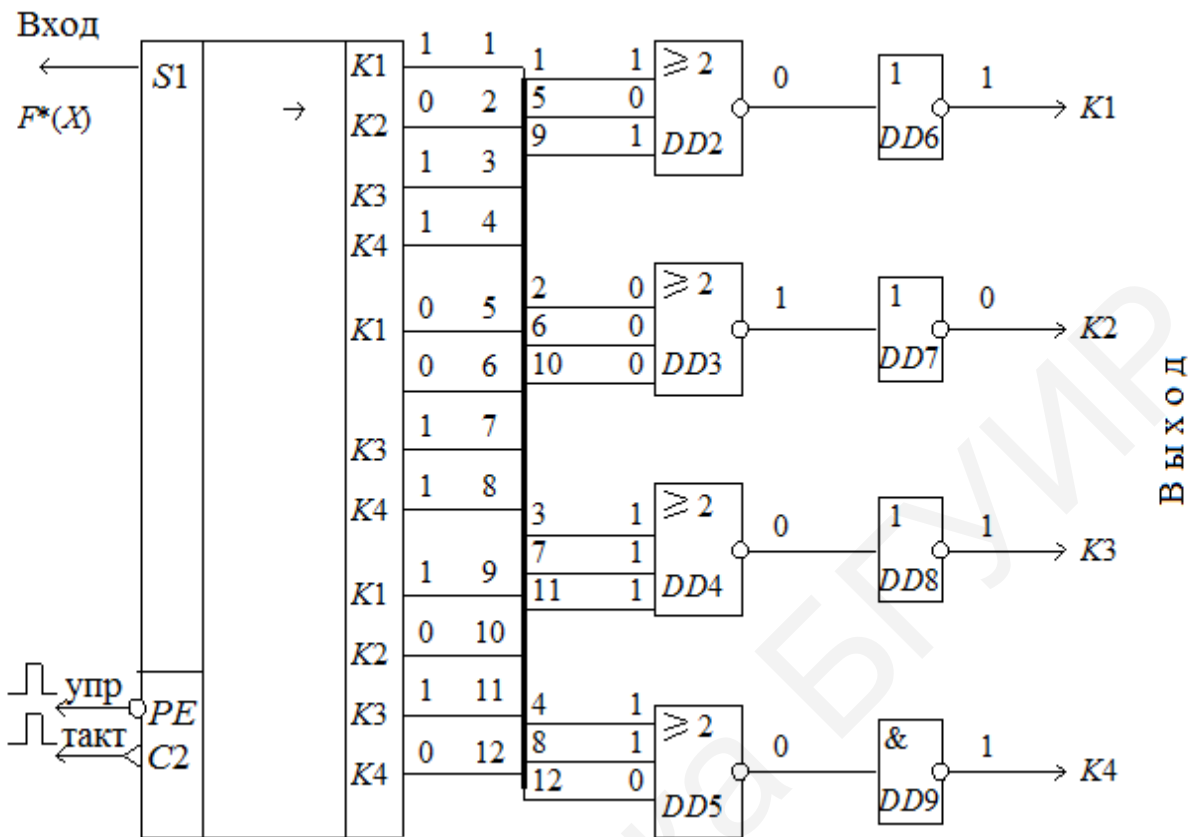 Вход
F*(X)
S1
→
K1 1 1
K2 0 2
K3 1 3
K4 1 4
K1 0 5
0 6
K3 1 7
K4 1 8
K1 1 9
K2 0 10
K3 1 11
K4 0 12
упр
PE
такт
C2
1 1
5 0
9 1
⩾ 2
DD2
0
1
DD6
1
K1
2 0
6 0
10 0
⩾ 2
DD3
1
1
DD7
0
K2
3 1
7 1
11 1
⩾ 2
DD4
0
1
DD8
1
K3
4 1
8 1
12 0
⩾ 2
DD5
0
&
DD9
1
K4
Выход
ка БГУИР